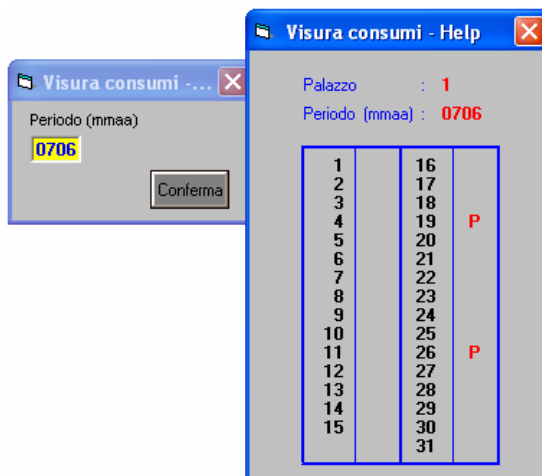 Visura consumi -...
Periodo (mmaa)
0706
Conferma
Visura consumi - Help
Palazzo : 1
Periodo (mmaa) : 0706
1 16
2 17
3 18
4 19 P
5 20
6 21
7 22
8 23
9 24
10 25
11 26 P
12 27
13 28
14 29
15 30
31